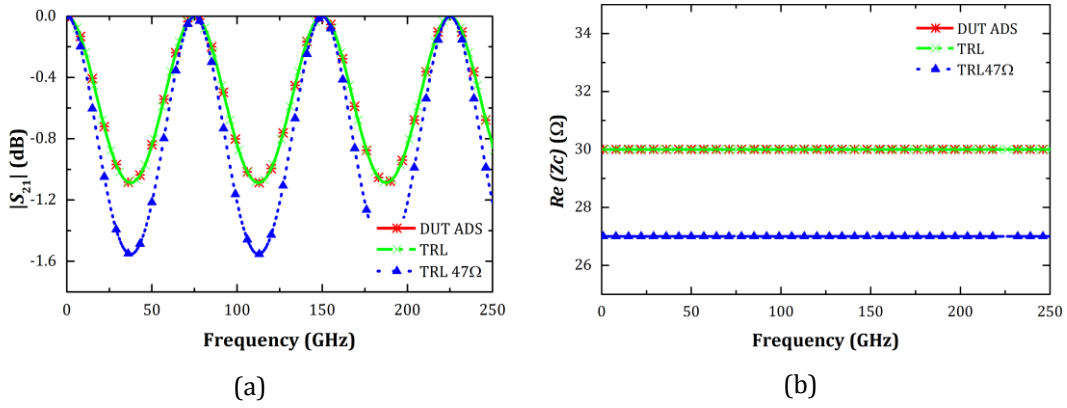 0.0
-0.4
-0.8
-1.2
-1.6
|S21| (dB)
DUT ADS
TRL
TRL 47Ω
0 50 100 150 200 250
Frequency (GHz)
(a)
34
32
30
28
26
Re (Zc) (Ω)
DUT ADS
TRL
TRL47Ω
0 50 100 150 200 250
Frequency (GHz)
(b)